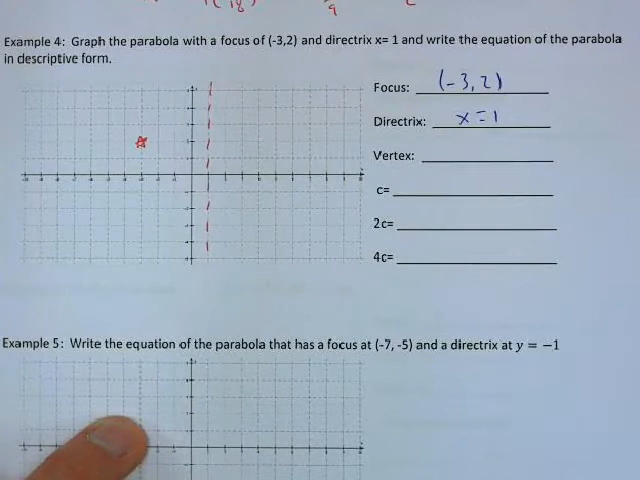 Example 4: Graph the parabola with a focus of (-3,2) and directrix x= 1 and write the equation of the parabola
in descriptive form.
Focus: (-3,2)
Directrix: x=1
Vertex:
c=
2c=
4c=
Example 5: Write the equation of the parabola that has a focus at (-7, -5) and a directrix at y = −1